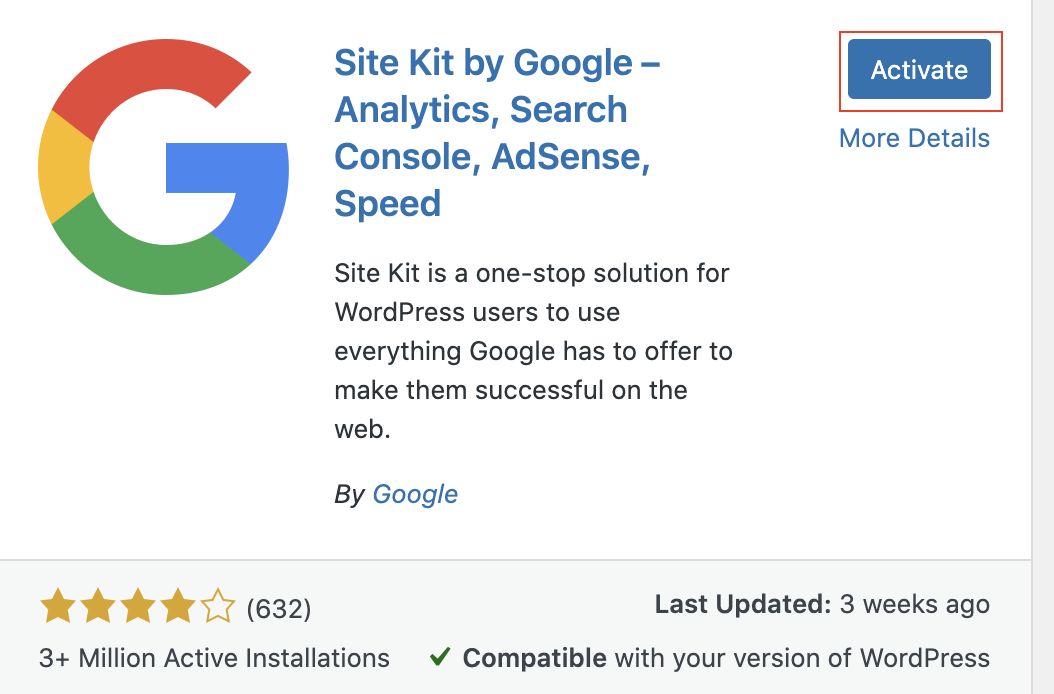 Site Kit by Google –
Analytics, Search
Console, AdSense,
Speed
Activate
More Details
Site Kit is a one-stop solution for
WordPress users to use
everything Google has to offer to
make them successful on the
web.
By Google
(632)
Last Updated: 3 weeks ago
3+ Million Active Installations
Compatible with your version of WordPress